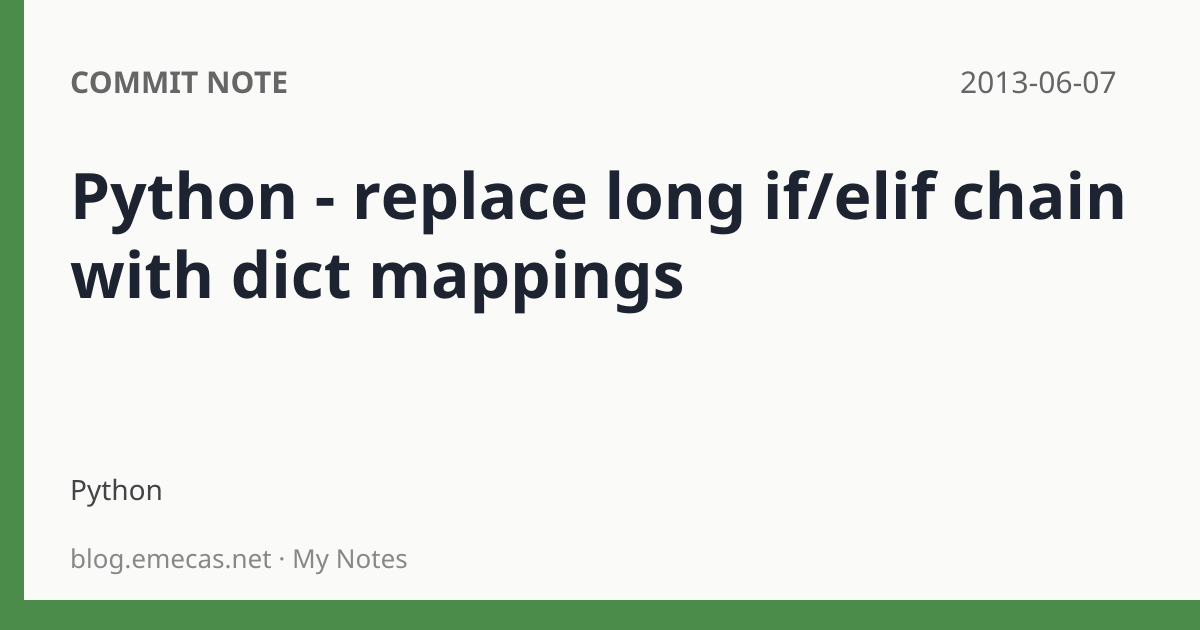 COMMIT NOTE
2013-06-07
Python - replace long if/elif chain
with dict mappings
Python
blog.emecas.net · My Notes